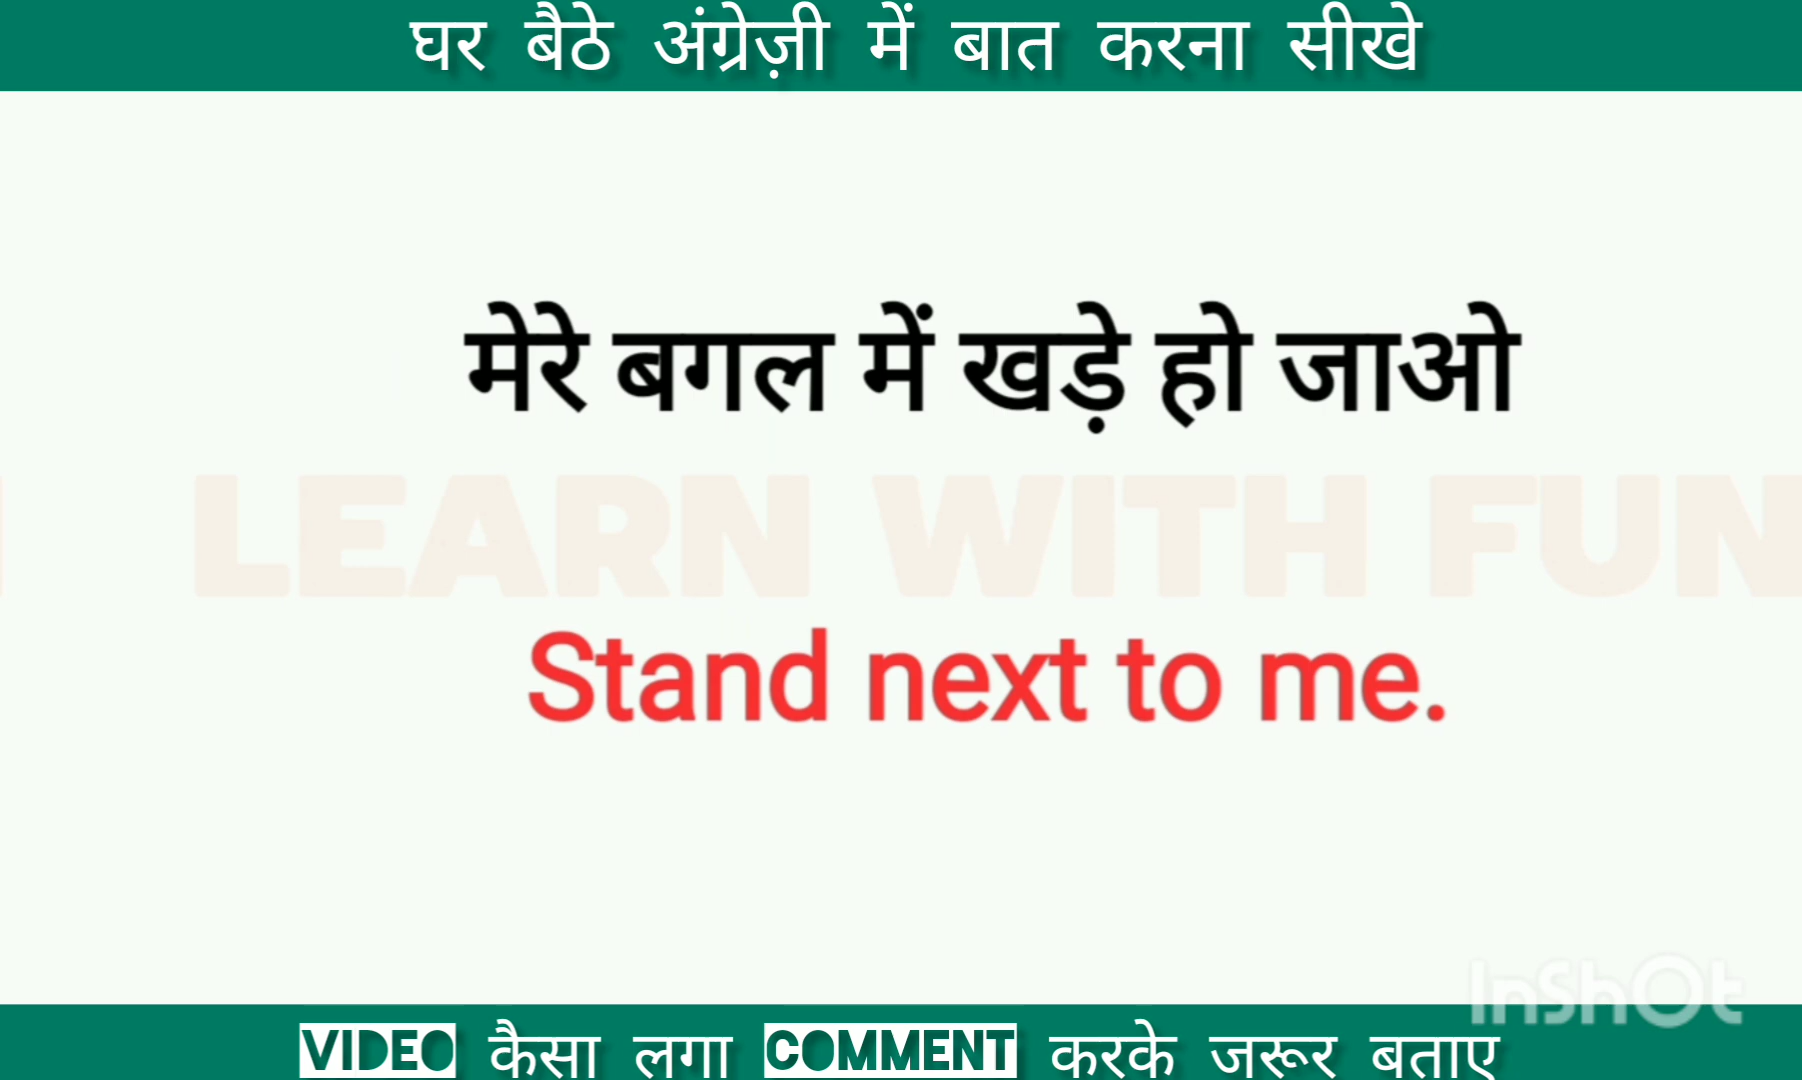 घर बैठे अंग्रेज़ी में बात करना सीखे
मेरे बगल में खड़े हो जाओ
LEARN WITH FUN
Stand next to me.
InShOt
VIDEO कैसा लगा COMMENT करके जरूर बताए